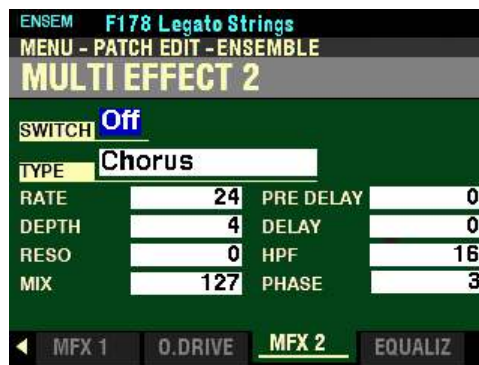 ENSEM F178 Legato Strings
MENU - PATCH EDIT - ENSEMBLE
MULTI EFFECT 2
SWITCH Off
TYPE Chorus
RATE 24 PRE DELAY 0
DEPTH 4 DELAY 0
RESO 0 HPF 16
MIX 127 PHASE 3
MFX 1 O.DRIVE MFX 2 EQUALIZ